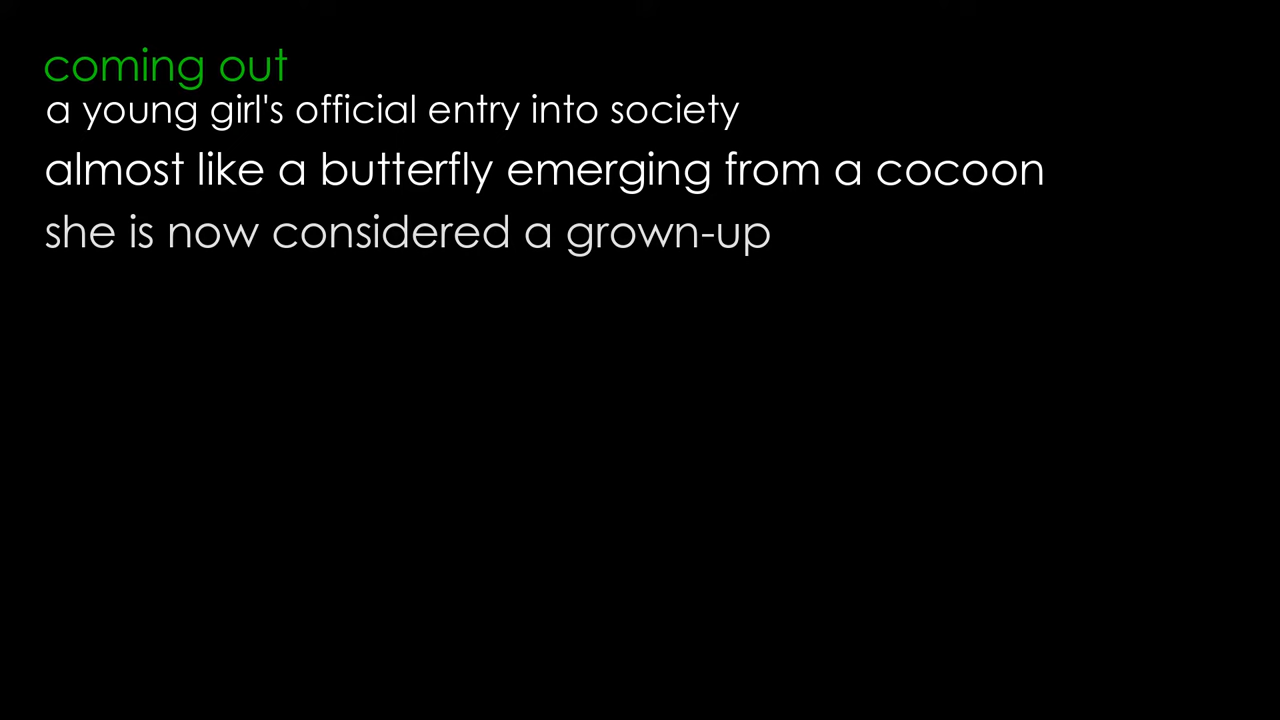 coming out
a young girl's official entry into society
almost like a butterfly emerging from a cocoon
she is now considered a grown-up